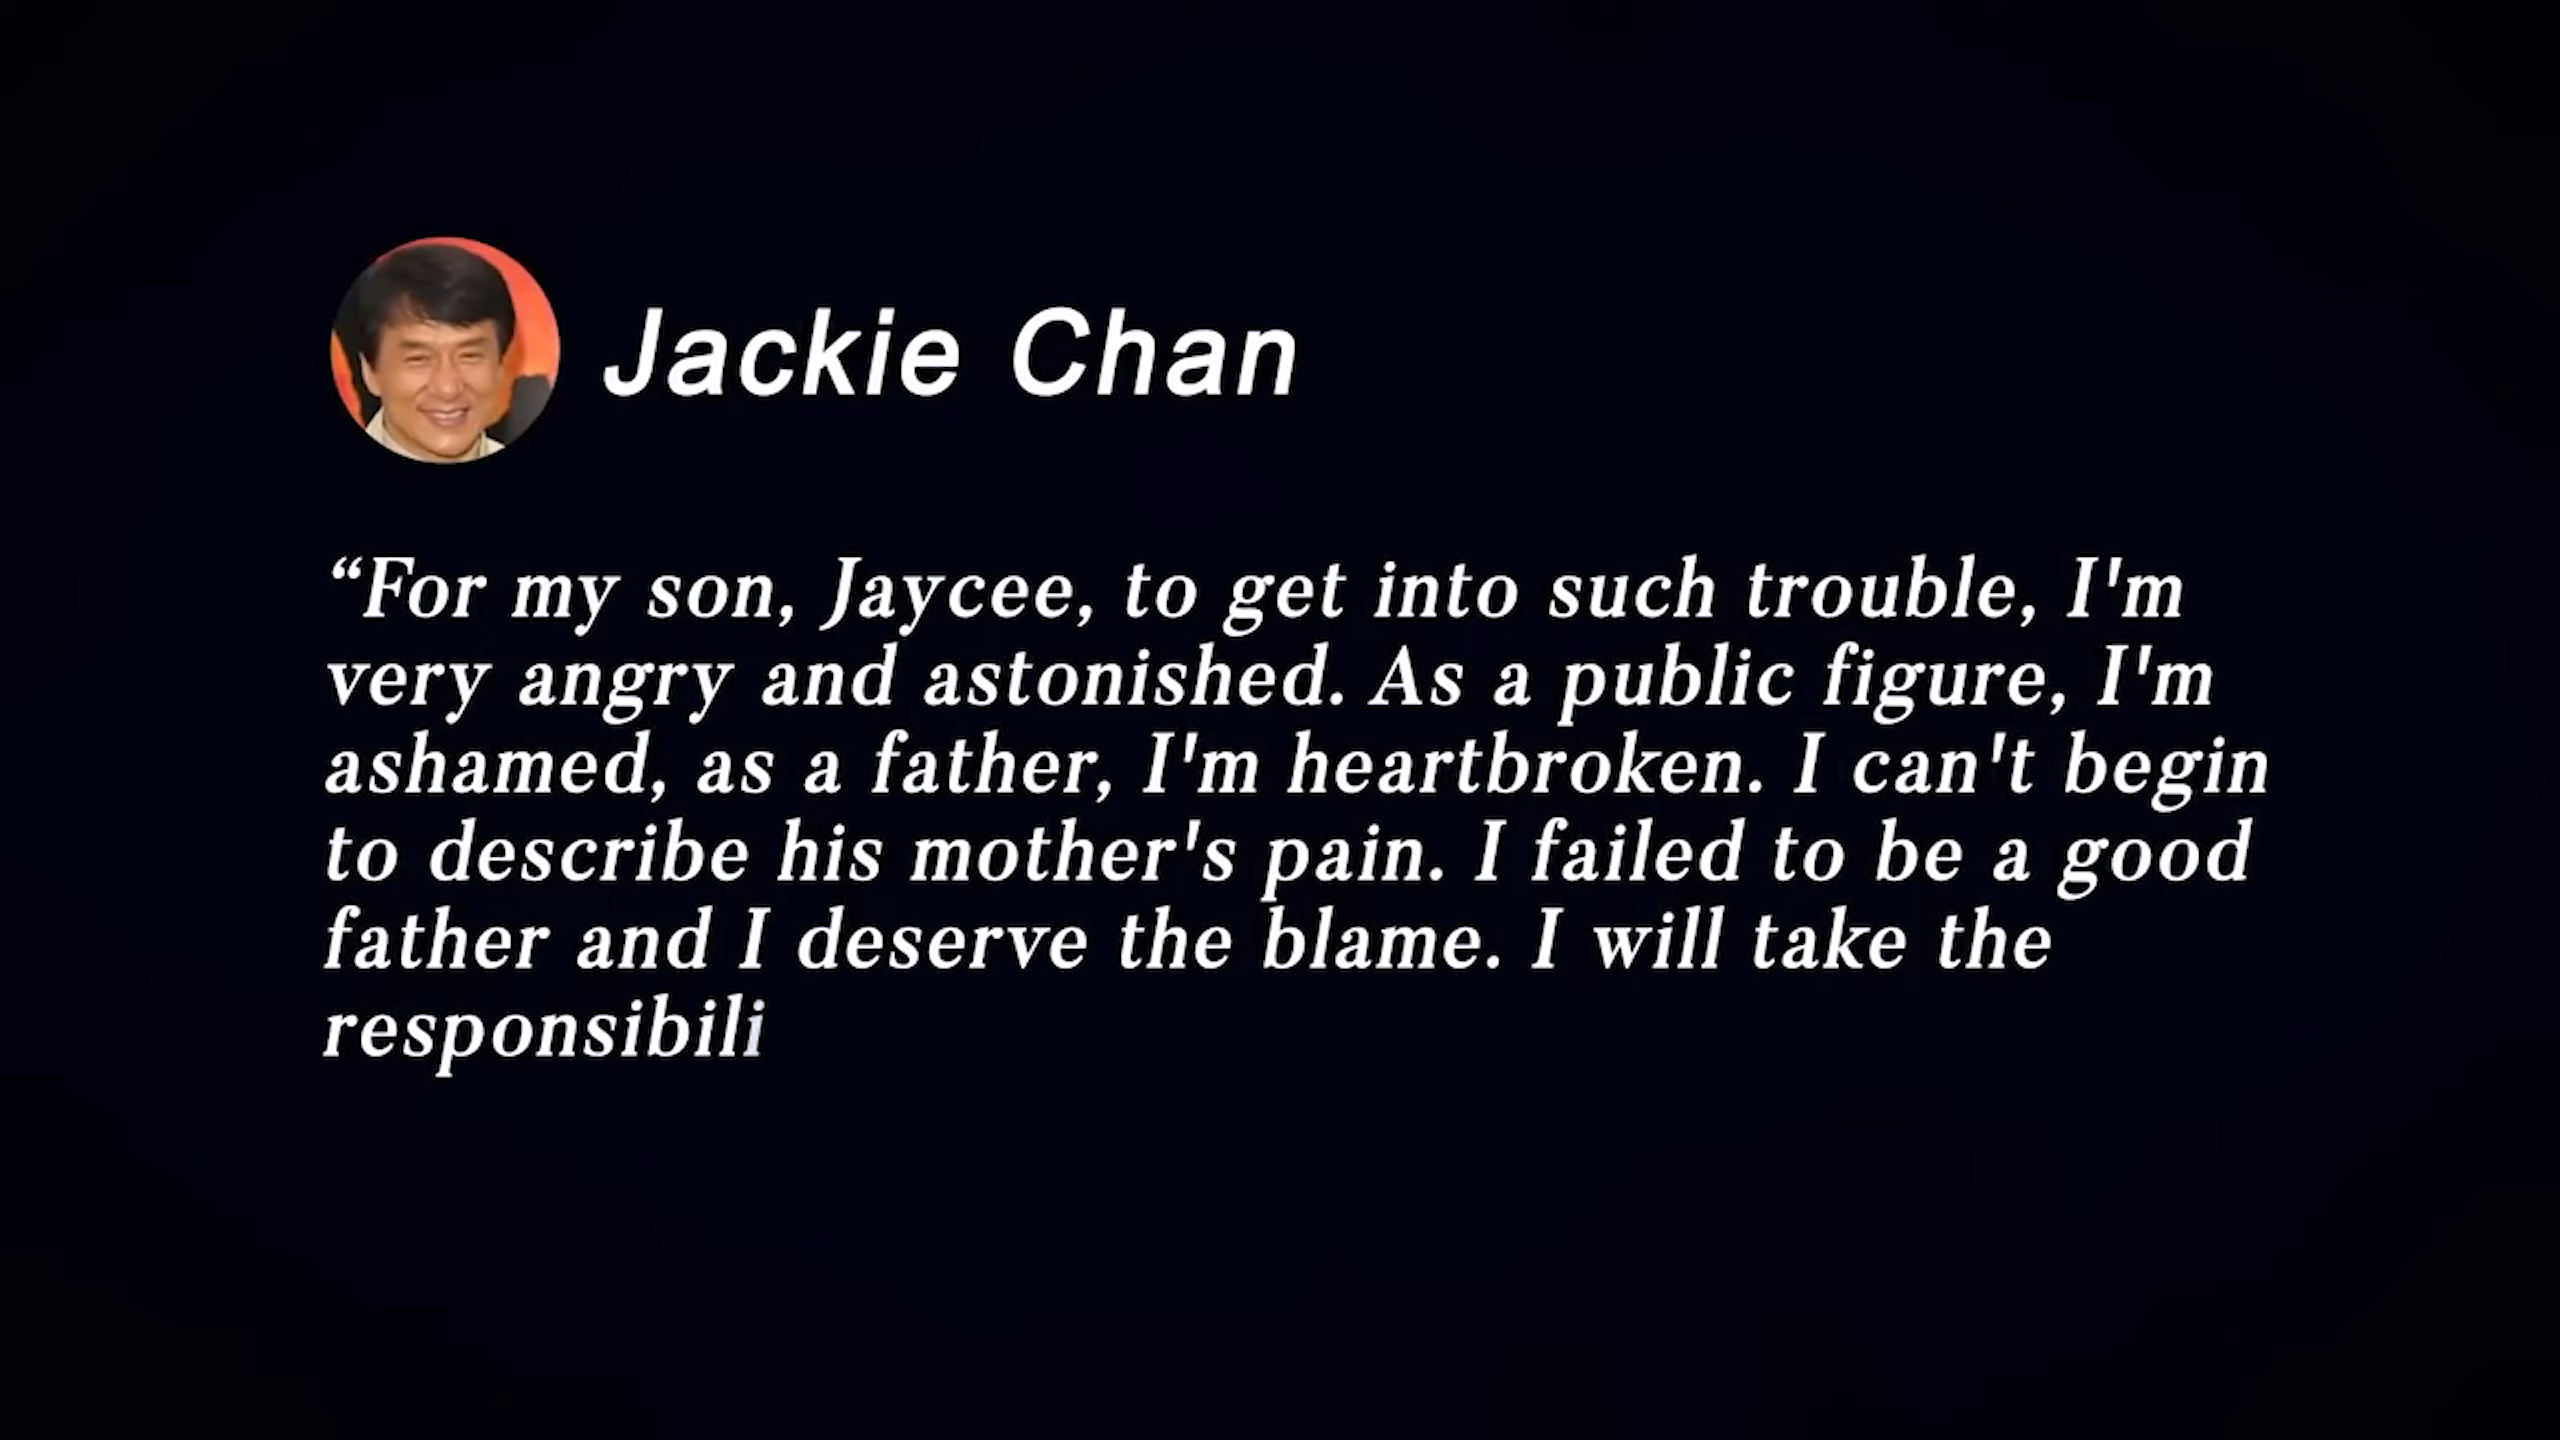 Jackie Chan
“For my son, Jaycee, to get into such trouble, I'm
very angry and astonished. As a public figure, I'm
ashamed, as a father, I'm heartbroken. I can't begin
to describe his mother's pain. I failed to be a good
father and I deserve the blame. I will take the
responsibili